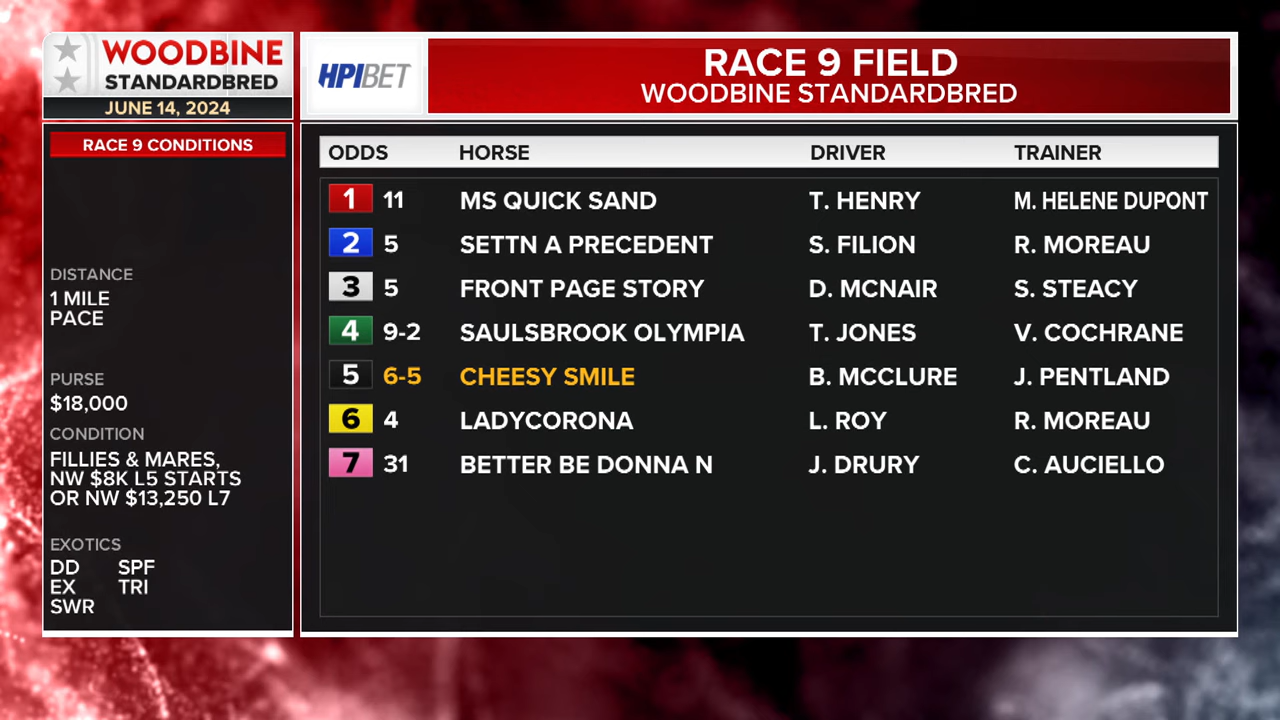 WOODBINE
STANDARDBRED
JUNE 14, 2024
RACE 9 CONDITIONS
DISTANCE
1 MILE
PACE
PURSE
$18,000
CONDITION
FILLIES & MARES,
NW $8K L5 STARTS
OR NW $13,250 L7
EXOTICS
DD SPF
EX TRI
SWR
HPIBET
RACE 9 FIELD
WOODBINE STANDARDBRED
ODDS HORSE DRIVER TRAINER
1 11 MS QUICK SAND T. HENRY M. HELENE DUPONT
2 5 SETTN A PRECEDENT S. FILION R. MOREAU
3 5 FRONT PAGE STORY D. MCNAIR S. STEACY
4 9-2 SAULSBROOK OLYMPIA T. JONES V. COCHRANE
5 6-5 CHEESY SMILE B. MCCLURE J. PENTLAND
6 4 LADYCORONA L. ROY R. MOREAU
7 31 BETTER BE DONNA N J. DRURY C. AUCIELLO